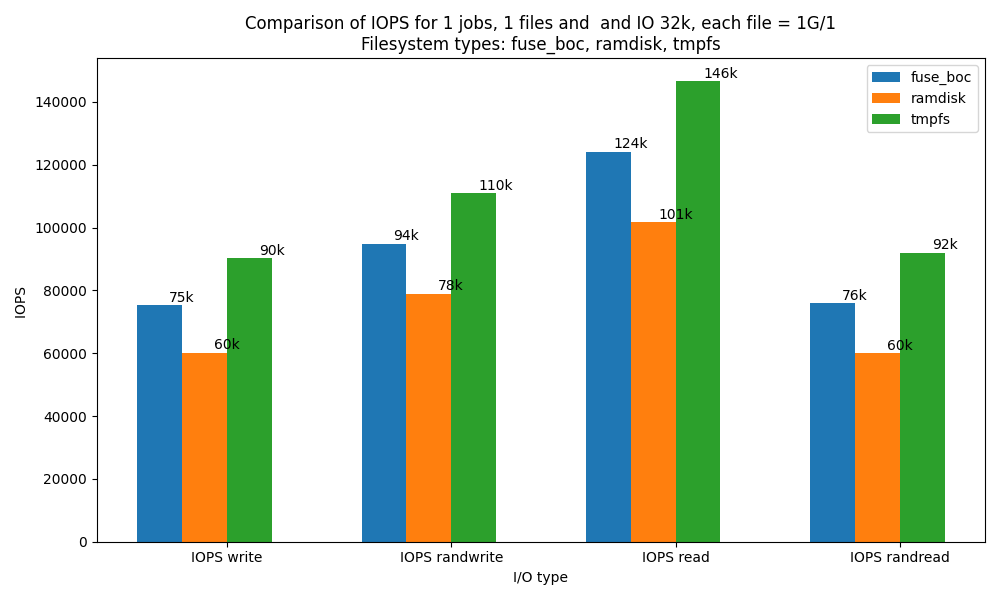 Comparison of IOPS for 1 jobs, 1 files and  and IO 32k, each file = 1G/1
Filesystem types: fuse_boc, ramdisk, tmpfs
fuse_boc
ramdisk
tmpfs
IOPS
140000
120000
100000
80000
60000
40000
20000
0
75k
60k
90k
94k
78k
110k
124k
101k
146k
76k
60k
92k
IOPS write
IOPS randwrite
IOPS read
IOPS randread
I/O type